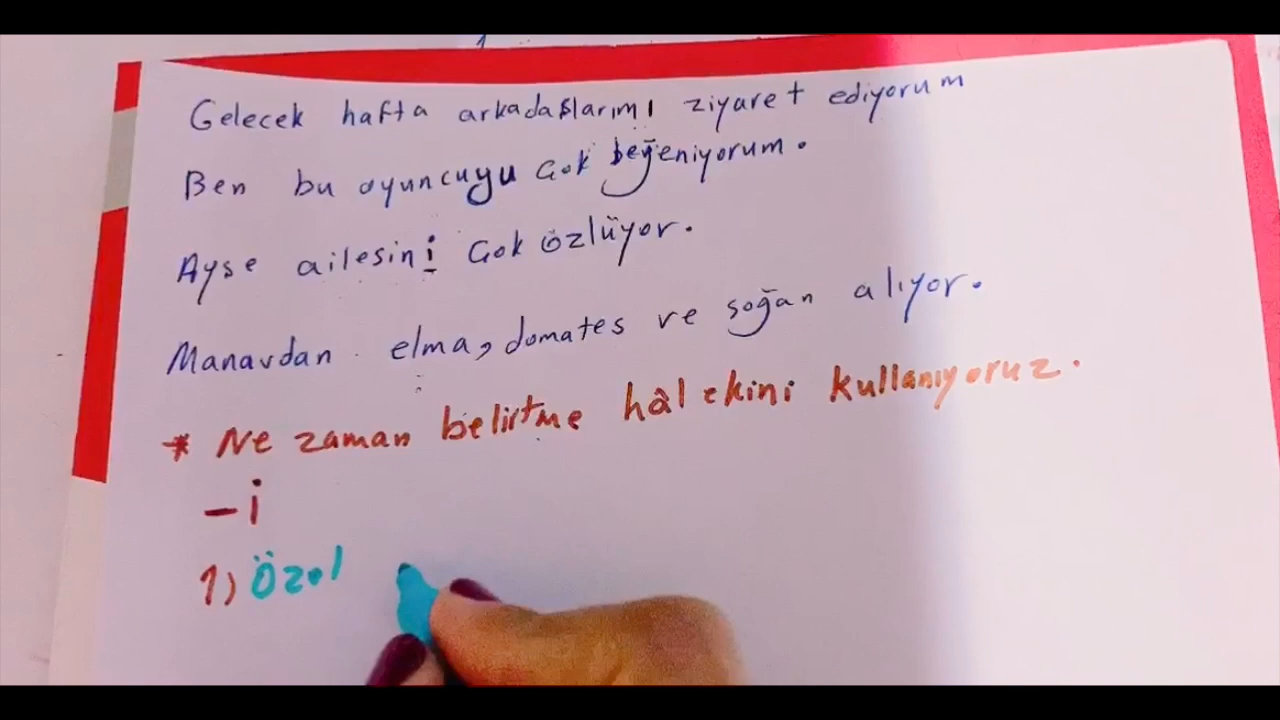 Gelecek hafta arkadaşlarımı ziyaret ediyorum
Ben bu oyuncuyu çok beğeniyorum.
Ayşe ailesini çok özlüyor.
Manavdan elma, domates ve soğan alıyor.
* Ne zaman belirtme hâl ekini kullanıyoruz.
-i
1) Özel